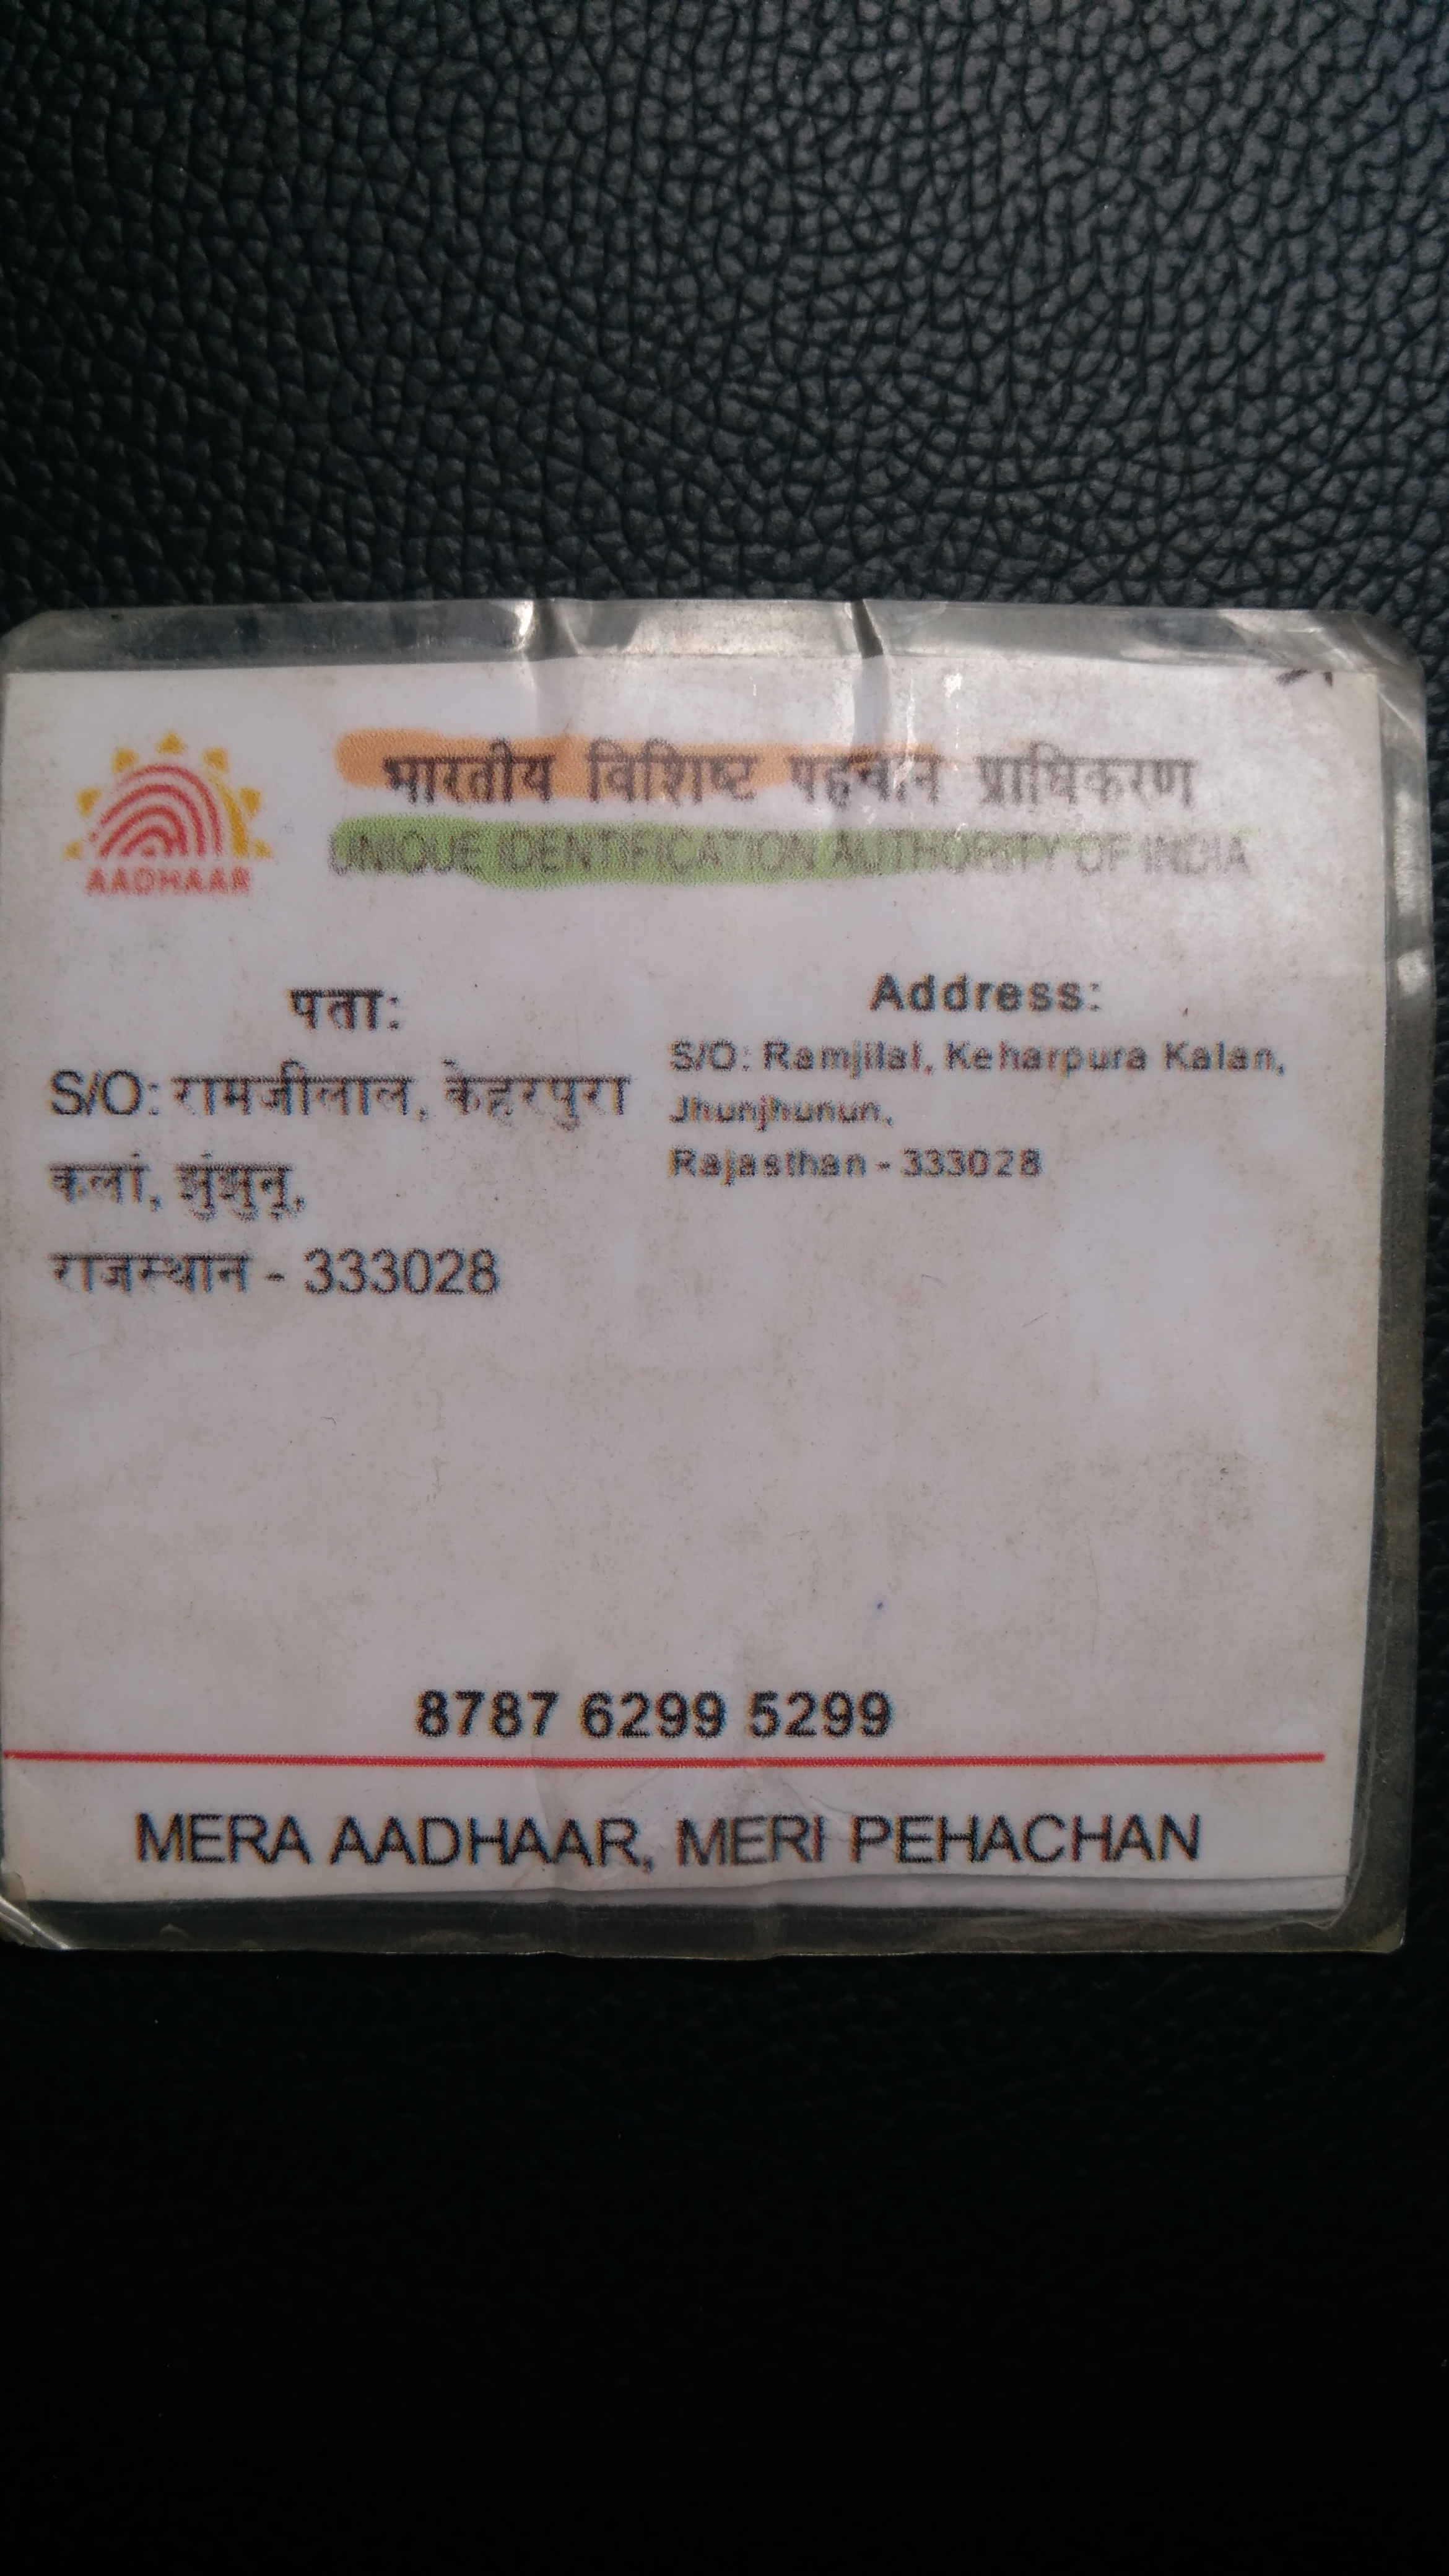 भारतीय विशिष्ट पहचान प्राधिकरण
UNIQUE IDENTIFICATION AUTHORITY OF INDIA
AADHAAR
पता:
S/O: रामजीलाल, केहरपुरा
कलां, झुंझुनू,
राजस्थान - 333028
Address:
S/O: Ramjilal, Keharpura Kalan,
Jhunjhunun,
Rajasthan - 333028
8787 6299 5299
MERA AADHAAR, MERI PEHACHAN